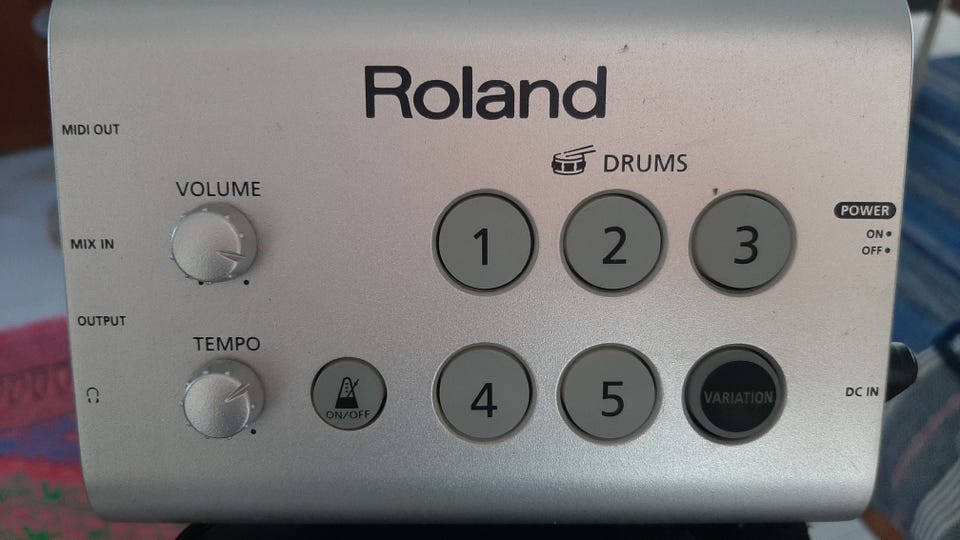 Roland
MIDI OUT
DRUMS
VOLUME
1
2
3
POWER
ON
OFF
MIX IN
OUTPUT
TEMPO
ON/OFF
4
5
VARIATION
DC IN